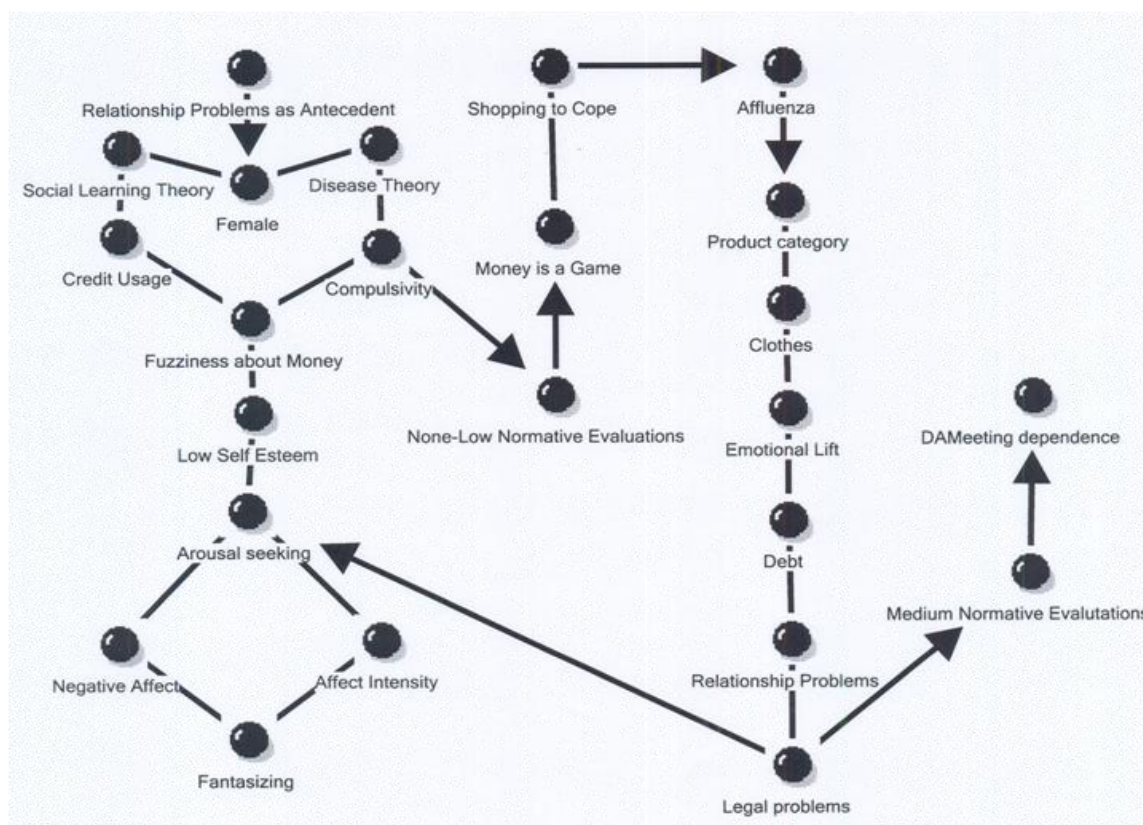 Relationship Problems as Antecedent
Shopping to Cope
Affluenza
Social Learning Theory
Disease Theory
Female
Product category
Credit Usage
Compulsivity
Money is a Game
Clothes
Fuzziness about Money
None-Low Normative Evaluations
DAMeeting dependence
Low Self Esteem
Emotional Lift
Arousal seeking
Debt
Medium Normative Evalutations
Negative Affect
Affect Intensity
Relationship Problems
Fantasizing
Legal problems